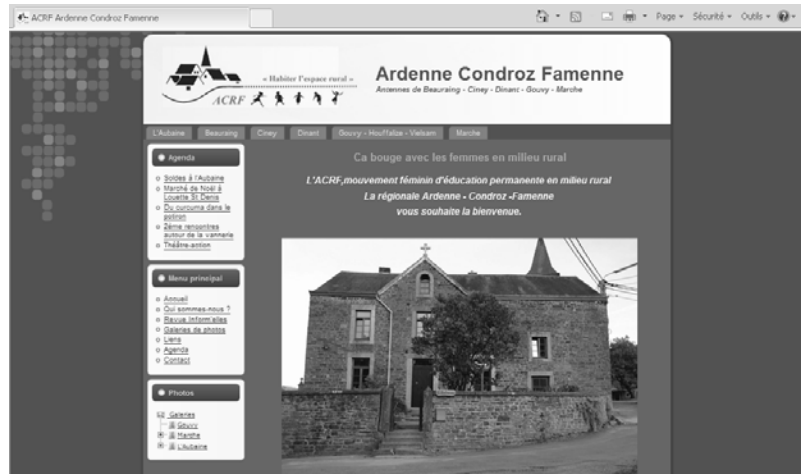 ACRF Ardenne Condroz Famenne
Page
Sécurité
Outils
« Habiter l'espace rural »
ACRF
Ardenne Condroz Famenne
Antennes de Beauraing - Ciney - Dinant - Gouvy - Marche
L'Aubaine
Beauraing
Ciney
Dinant
Gouvy - Houffalize - Vielsam
Marche
Agenda
Soldes à l'Aubaine
Marché de Noël à
Louette St Denis
Du curcuma dans le
potiron
2ème rencontres
autour de la vannerie
Théâtre-action
Menu principal
Accueil
Qui sommes-nous ?
Revue Inform'elles
Galeries de photos
Liens
Agenda
Contact
Photos
Galeries
Gouvy
Marche
L'Aubaine
Ca bouge avec les femmes en milieu rural
L'ACRF,mouvement féminin d'éducation permanente en milieu rural
La régionale Ardenne - Condroz -Famenne
vous souhaite la bienvenue.